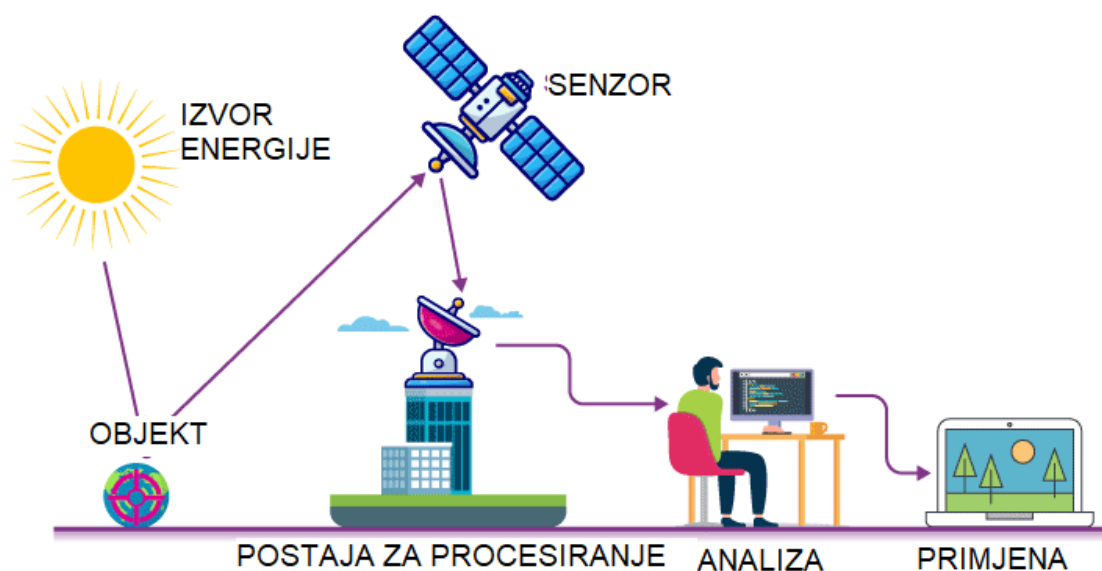 IZVOR
ENERGIJE
SENZOR
OBJEKT
POSTAJA ZA PROCESIRANJE
ANALIZA
PRIMJENA